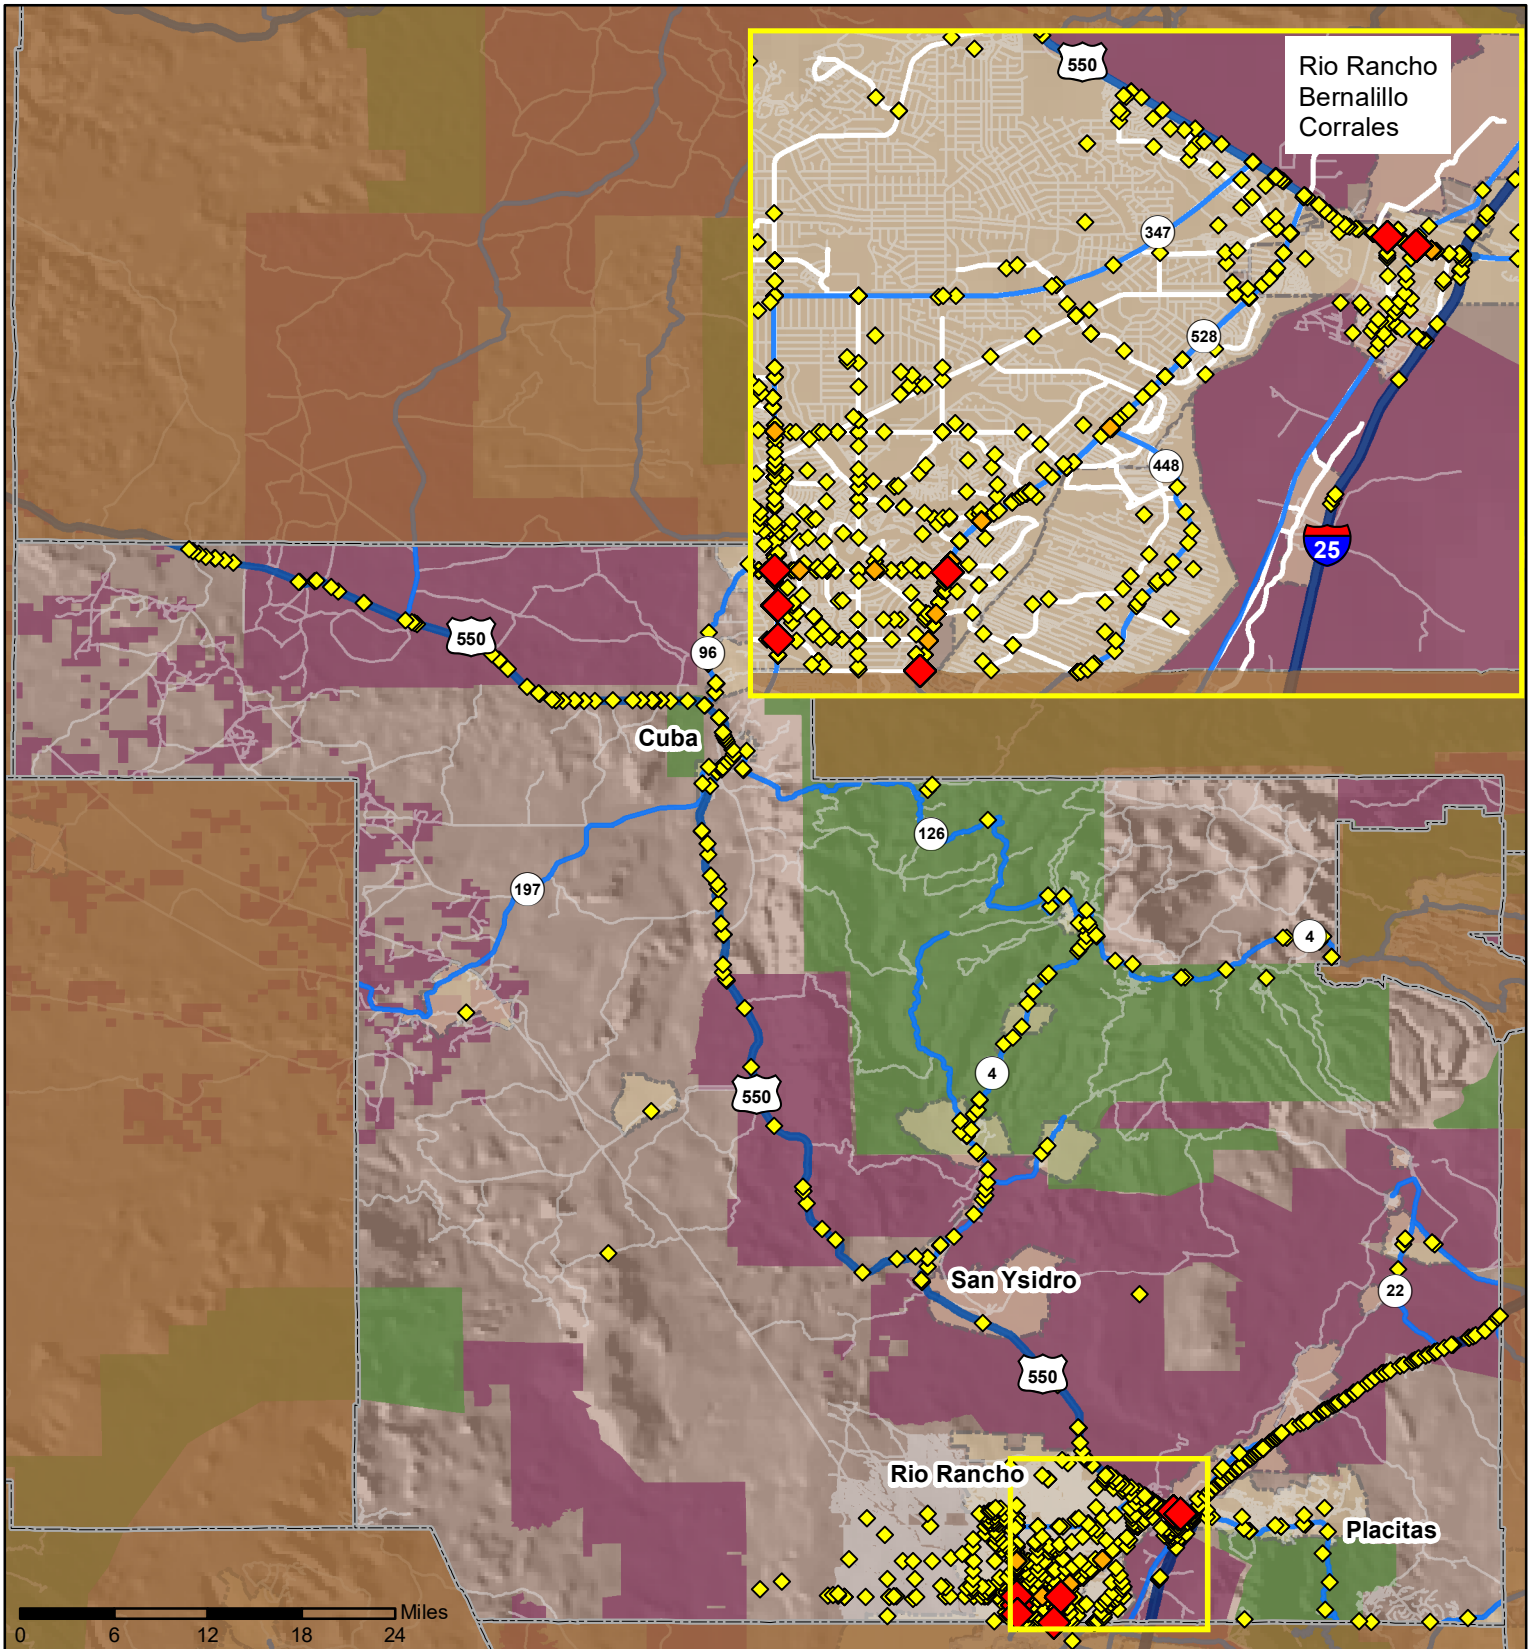 550
Rio Rancho
Bernalillo
Corrales
347
528
448
25
550
96
Cuba
126
197
4
4
550
San Ysidro
22
550
Rio Rancho
Placitas
Miles
0 6 12 18 24